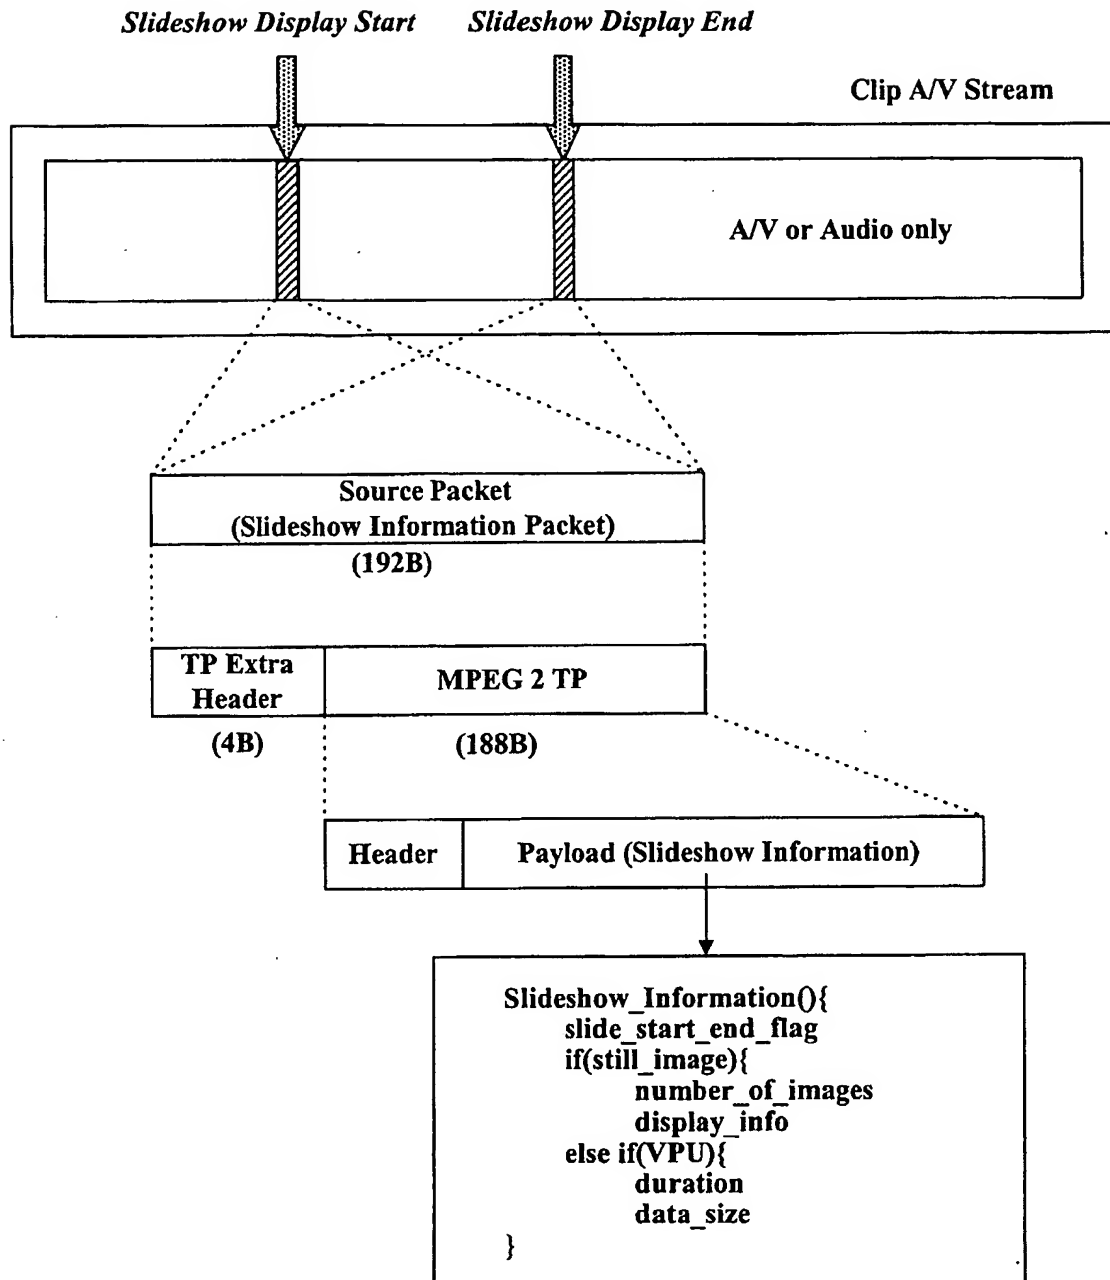 Slideshow Display Start
Slideshow Display End
Clip A/V Stream
A/V or Audio only
Source Packet
(Slideshow Information Packet)
(192B)
TP Extra
Header
MPEG 2 TP
(4B)
(188B)
Header
Payload (Slideshow Information)
Slideshow_Information(){
slide_start_end_flag
if(still_image){
number_of_images
display_info
else if(VPU){
duration
data_size
}